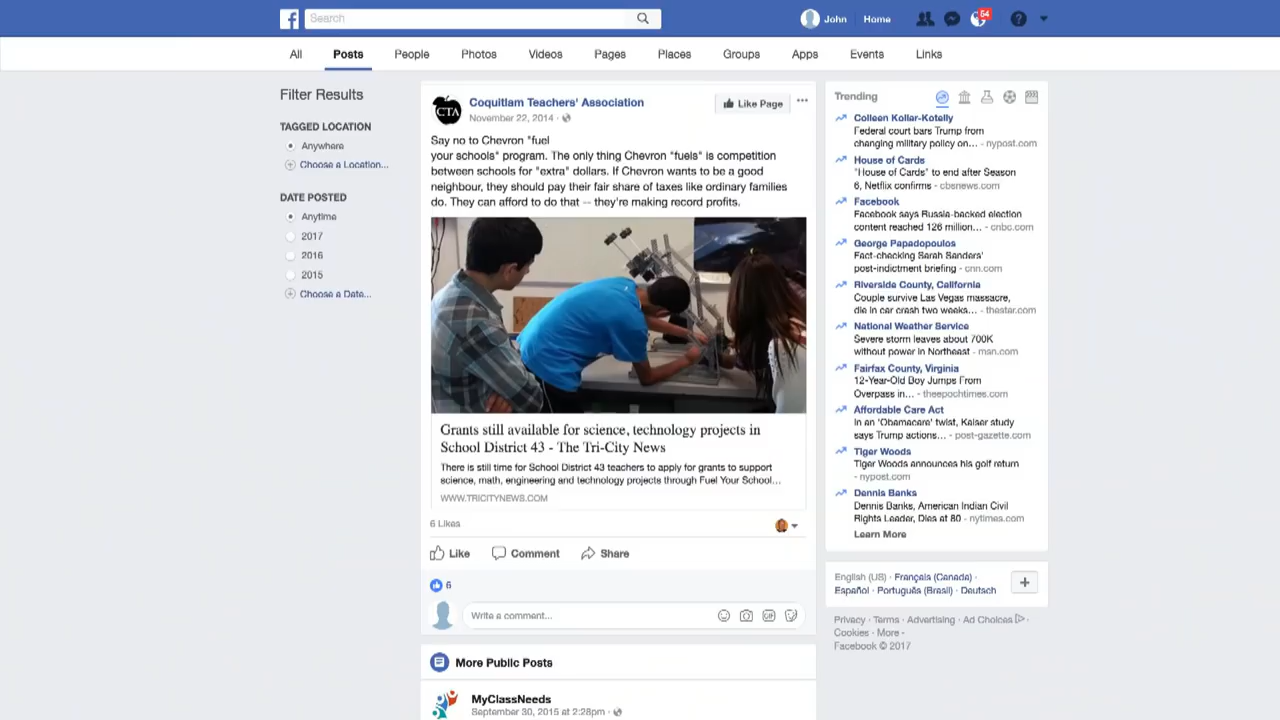 Search
John
Home
54
All
Posts
People
Photos
Videos
Pages
Places
Groups
Apps
Events
Links
Filter Results
TAGGED LOCATION
Anywhere
Choose a Location...
DATE POSTED
Anytime
2017
2016
2015
Choose a Date...
CTA
Coquitlam Teachers' Association
November 22, 2014 ·
Like Page
Say no to Chevron "fuel
your schools" program. The only thing Chevron "fuels" is competition
between schools for "extra" dollars. If Chevron wants to be a good
neighbour, they should pay their fair share of taxes like ordinary families
do. They can afford to do that -- they're making record profits.
Grants still available for science, technology projects in
School District 43 - The Tri-City News
There is still time for School District 43 teachers to apply for grants to support
science, math, engineering and technology projects through Fuel Your School...
WWW.TRICITYNEWS.COM
6 Likes
Like
Comment
Share
6
Write a comment...
GIF
More Public Posts
MyClassNeeds
September 30, 2015 at 2:28pm ·
Trending
Colleen Kollar-Kotelly
Federal court bars Trump from
changing military policy on... - nypost.com
House of Cards
"House of Cards" to end after Season
6, Netflix confirms - cbsnews.com
Facebook
Facebook says Russia-backed election
content reached 126 million... - cnbc.com
George Papadopoulos
Fact-checking Sarah Sanders'
post-indictment briefing - cnn.com
Riverside County, California
Couple survive Las Vegas massacre,
die in car crash two weeks... - thestar.com
National Weather Service
Severe storm leaves about 700K
without power in Northeast - msn.com
Fairfax County, Virginia
12-Year-Old Boy Jumps From
Overpass in... - theepochtimes.com
Affordable Care Act
In an 'Obamacare' twist, Kaiser study
says Trump actions... - post-gazette.com
Tiger Woods
Tiger Woods announces his golf return
- nypost.com
Dennis Banks
Dennis Banks, American Indian Civil
Rights Leader, Dies at 80 - nytimes.com
Learn More
English (US) · Français (Canada) ·
Español · Português (Brasil) · Deutsch
Privacy · Terms · Advertising · Ad Choices ·
Cookies · More -
Facebook © 2017